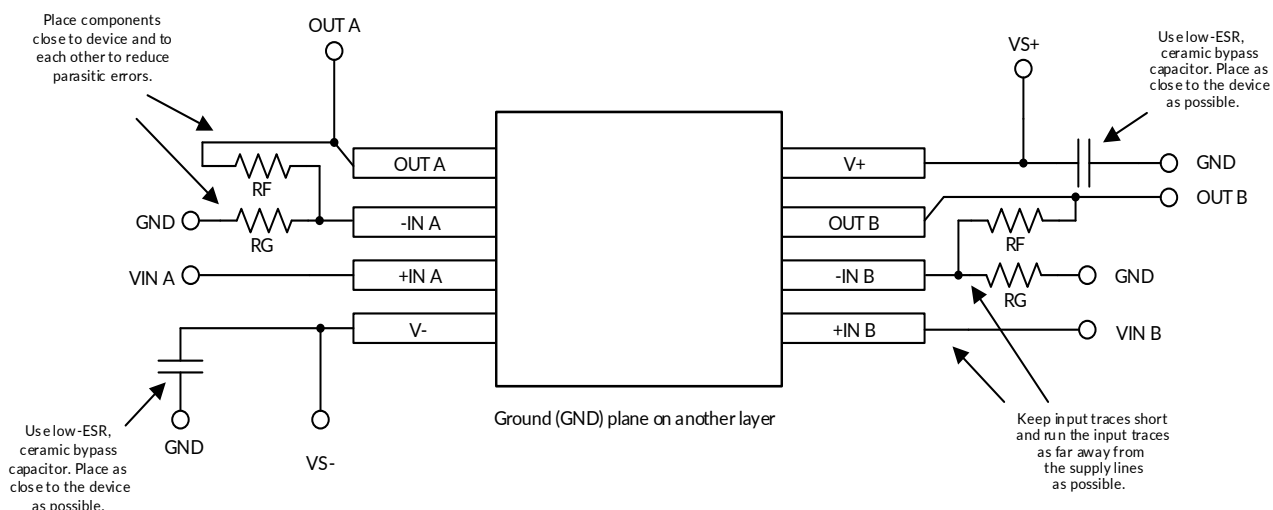 Place components
close to device and to
each other to reduce
parasitic errors.
OUT A
VS+
Use low-ESR,
ceramic bypass
capacitor. Place as
close to the device
as possible.
OUT A
RF
GND
RG
-IN A
VIN A
+IN A
V-
V+
GND
OUT B
OUT B
RF
-IN B
RG
GND
+IN B
VIN B
Ground (GND) plane on another layer
Use low-ESR,
ceramic bypass
capacitor. Place as
close to the device
as possible.
GND
VS-
Keep input traces short
and run the input traces
as far away from
the supply lines
as possible.